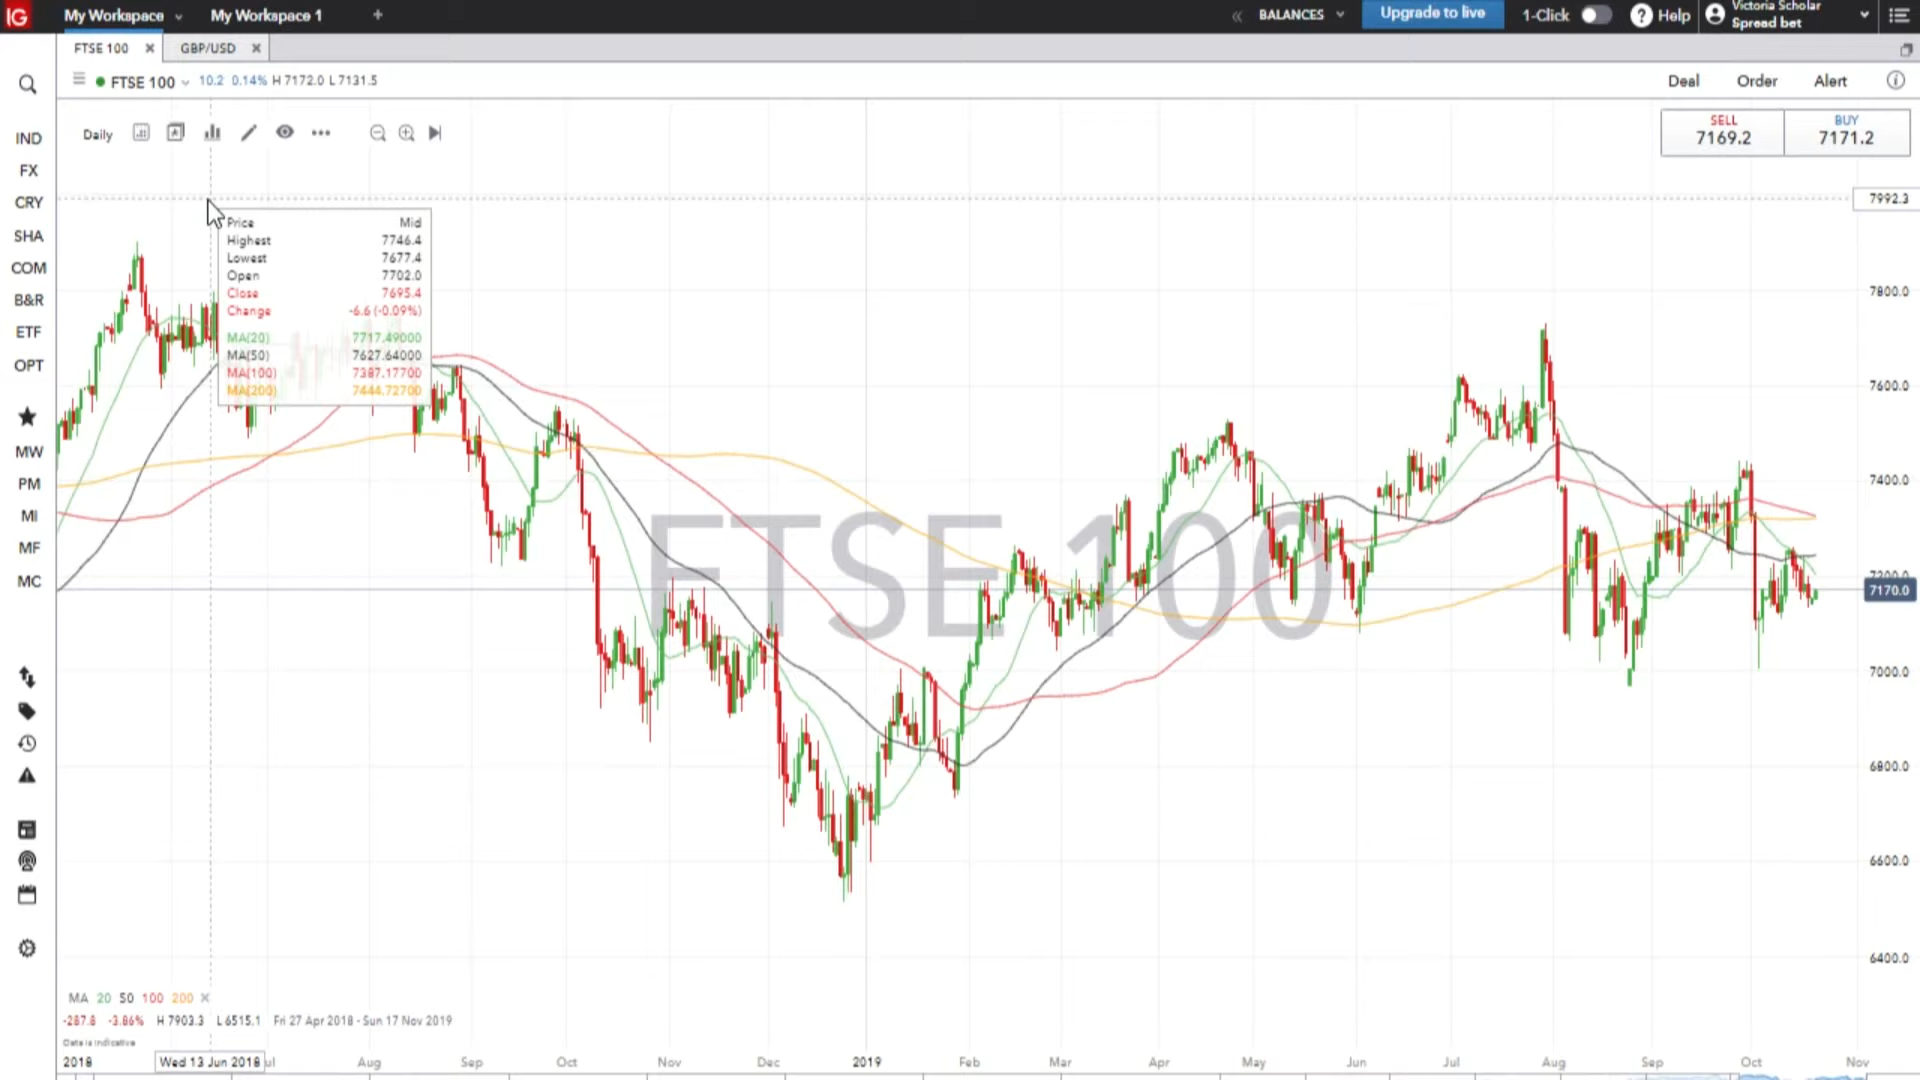 IG My Workspace My Workspace 1 + BALANCES Upgrade to live 1-Click Help Victoria Scholar
Spread bet
FTSE 100 GBP/USD
FTSE 100 10.2 0.14% H 7172.0 L 7131.5 Deal Order Alert
Daily
SELL BUY
7169.2 7171.2
IND
FX
CRY
SHA
COM
B&R
ETF
OPT
MW
PM
MI
MF
MC
Price Mid
Highest 7746.4
Lowest 7677.4
Open 7702.0
Close 7695.4
Change -6.6 (-0.09%)
MA(20) 7717.49000
MA(50) 7627.64000
MA(100) 7387.17700
MA(200) 7444.72700
FTSE 100
7992.3
7800.0
7600.0
7400.0
7200.0
7170.0
7000.0
6800.0
6600.0
6400.0
MA 20 50 100 200
-287.8 -3.86% H 7903.3 L 6515.1 Fri 27 Apr 2018 - Sun 17 Nov 2019
Data is indicative
2018 Wed 13 Jun 2018 ul Aug Sep Oct Nov Dec 2019 Feb Mar Apr May Jun Jul Aug Sep Oct Nov